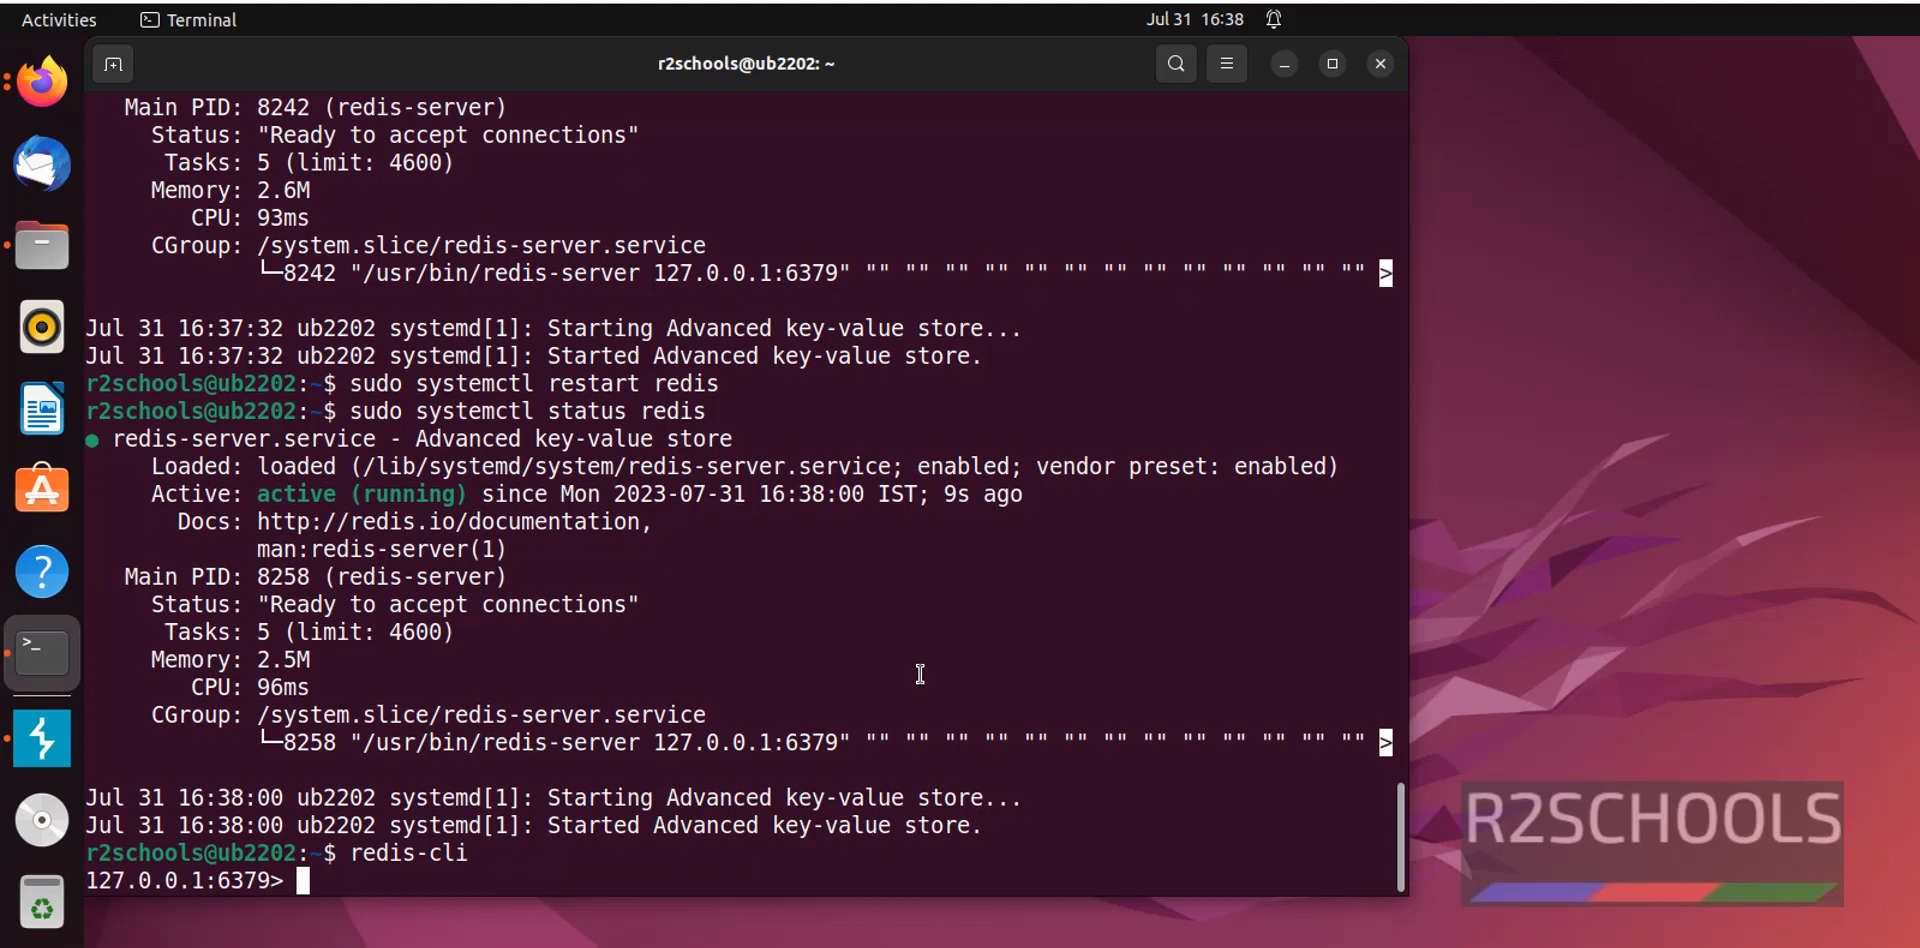 Activities
Terminal
Jul 31 16:38
r2schools@ub2202: ~
Main PID: 8242 (redis-server)
Status: "Ready to accept connections"
Tasks: 5 (limit: 4600)
Memory: 2.6M
CPU: 93ms
CGroup: /system.slice/redis-server.service
└─8242 "/usr/bin/redis-server 127.0.0.1:6379" "" "" "" "" "" "" "" "" "" "" "" "" "" >
Jul 31 16:37:32 ub2202 systemd[1]: Starting Advanced key-value store...
Jul 31 16:37:32 ub2202 systemd[1]: Started Advanced key-value store.
r2schools@ub2202:~$ sudo systemctl restart redis
r2schools@ub2202:~$ sudo systemctl status redis
● redis-server.service - Advanced key-value store
Loaded: loaded (/lib/systemd/system/redis-server.service; enabled; vendor preset: enabled)
Active: active (running) since Mon 2023-07-31 16:38:00 IST; 9s ago
Docs: http://redis.io/documentation,
man:redis-server(1)
Main PID: 8258 (redis-server)
Status: "Ready to accept connections"
Tasks: 5 (limit: 4600)
Memory: 2.5M
CPU: 96ms
CGroup: /system.slice/redis-server.service
└─8258 "/usr/bin/redis-server 127.0.0.1:6379" "" "" "" "" "" "" "" "" "" "" "" "" "" >
Jul 31 16:38:00 ub2202 systemd[1]: Starting Advanced key-value store...
Jul 31 16:38:00 ub2202 systemd[1]: Started Advanced key-value store.
r2schools@ub2202:~$ redis-cli
127.0.0.1:6379>
R2SCHOOLS